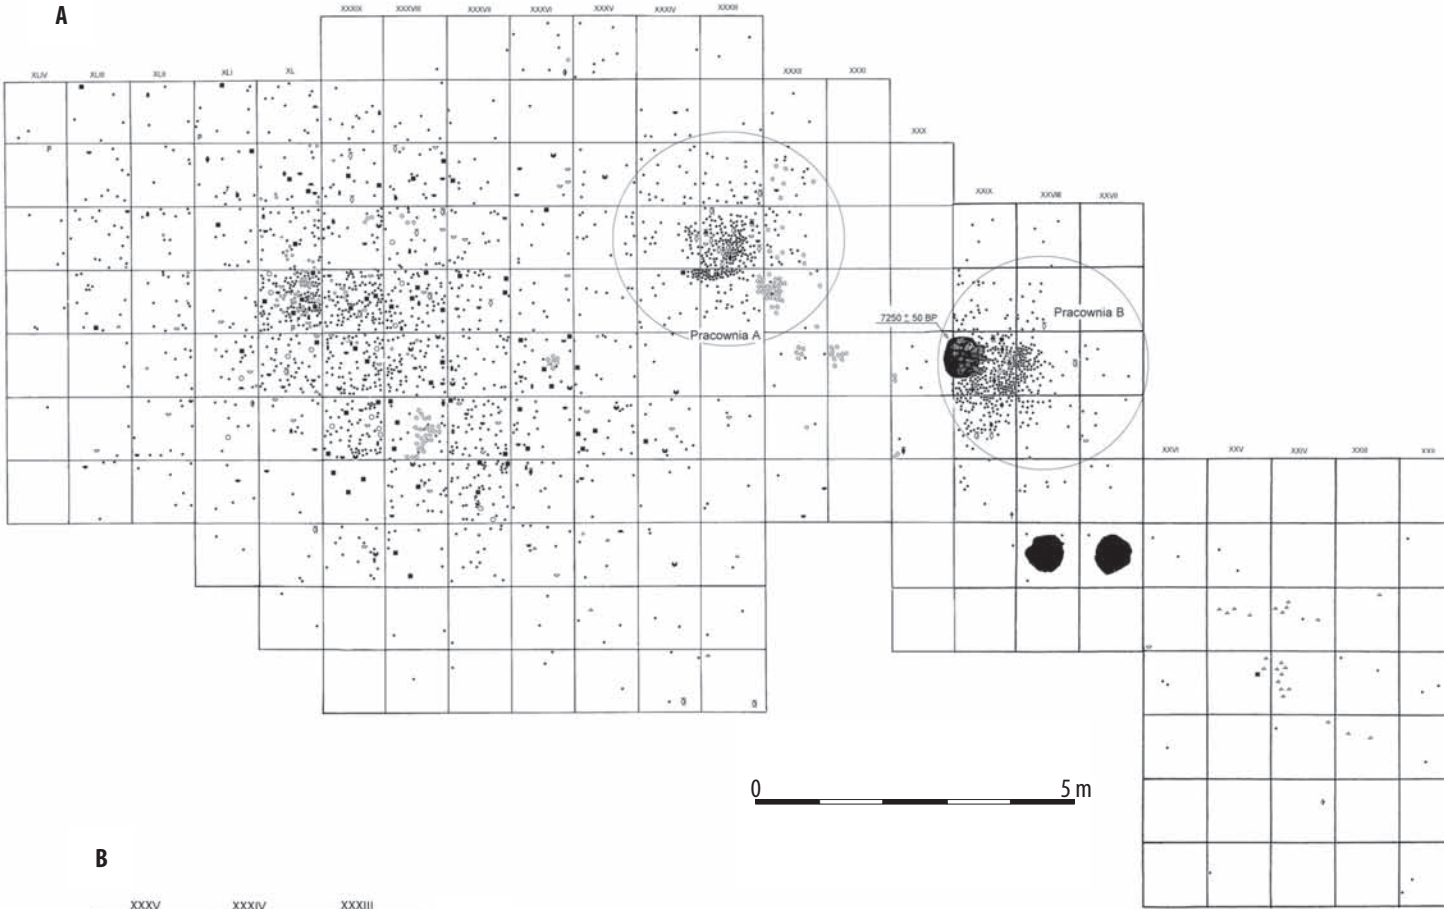 A
XXXIX XXXVIII XXXVII XXXVI XXXV XXXIV XXXIII
XLIV XLIII XLII XLI XL XXXII XXXI
XXX
XXIX XXVIII XXVII
P
P
F
Pracownia B
7250 ± 50 BP
Pracownia A
P
XXVI XXV XXIV XXIII XXII
0 5 m
B
XXXV XXXIV XXXIII